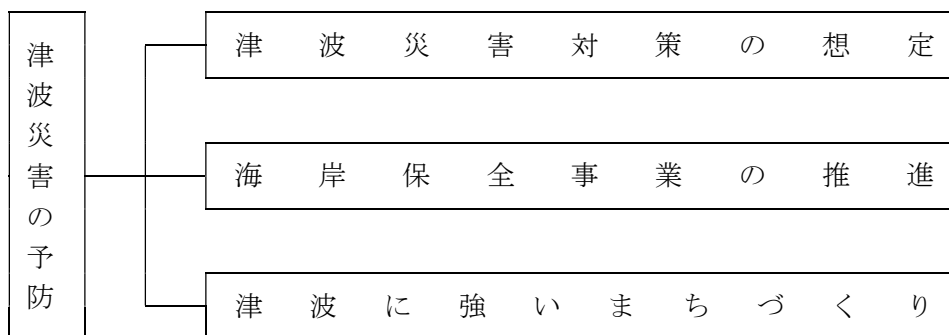 津波災害の予防
津波災害対策の想定
海岸保全事業の推進
津波に強いまちづくり